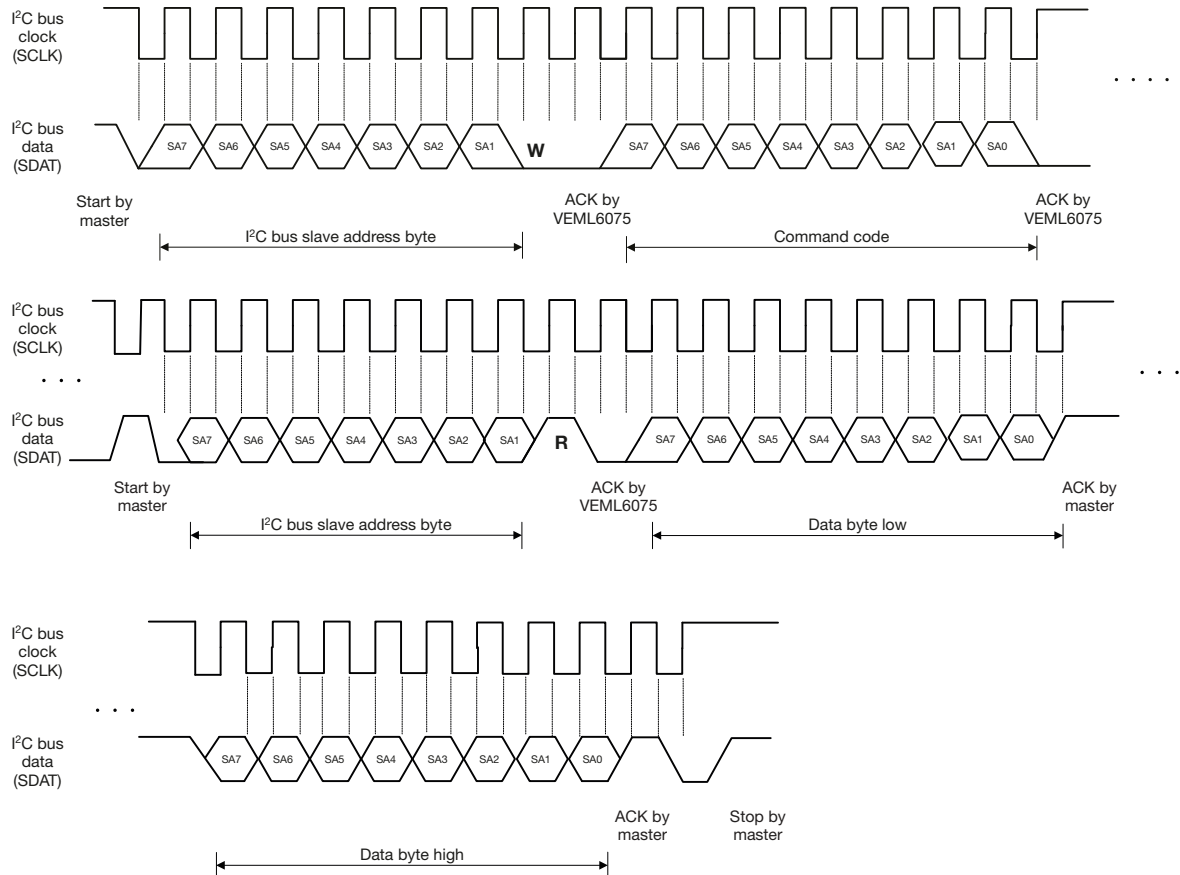 I²C bus
clock
(SCLK)
. . . .
I²C bus
data
(SDAT)
SA7 SA6 SA5 SA4 SA3 SA2 SA1 W SA7 SA6 SA5 SA4 SA3 SA2 SA1 SA0
Start by
master
ACK by
VEML6075
ACK by
VEML6075
I²C bus slave address byte
Command code
I²C bus
clock
(SCLK)
. . .
. . .
I²C bus
data
(SDAT)
SA7 SA6 SA5 SA4 SA3 SA2 SA1 R SA7 SA6 SA5 SA4 SA3 SA2 SA1 SA0
Start by
master
ACK by
VEML6075
ACK by
master
I²C bus slave address byte
Data byte low
I²C bus
clock
(SCLK)
. . .
I²C bus
data
(SDAT)
SA7 SA6 SA5 SA4 SA3 SA2 SA1 SA0
ACK by
master
Stop by
master
Data byte high